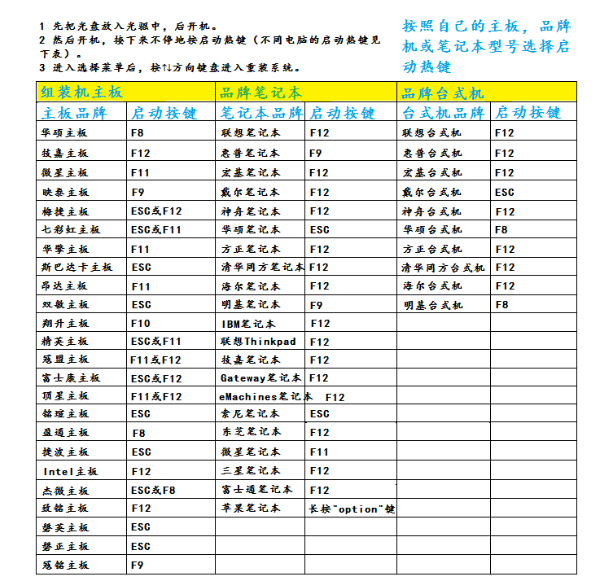 1 先把光盘放入光驱中，后开机。
2 然后开机，按下来不停地按启动热键（不同电脑的启动热键见
下表）。
3 进入选择菜单后，按↑↓方向键盘进入重装系统。
按照自己的主板，品牌
机或笔记本型号选择启
动热键
组装机主板 品牌笔记本 品牌台式机
主板品牌 启动按键 笔记本品牌 启动按键 台式机品牌 启动按键
华硕主板 F8 联想笔记本 F12 联想台式机 F12
技嘉主板 F12 惠普笔记本 F9 惠普台式机 F12
微星主板 F11 宏基笔记本 F12 宏基台式机 F12
映泰主板 F9 戴尔笔记本 F12 戴尔台式机 ESC
梅捷主板 ESC或F12 神舟笔记本 F12 神舟台式机 F12
七彩虹主板 ESC或F11 华硕笔记本 ESC 华硕台式机 F8
华擎主板 F11 方正笔记本 F12 方正台式机 F12
斯巴达卡主板 ESC 清华同方笔记本 F12 清华同方台式机 F12
昂达主板 F11 海尔笔记本 F12 海尔台式机 F12
双敏主板 ESC 明基笔记本 F9 明基台式机 F8
翔升主板 F10 IBM笔记本 F12
精英主板 ESC或F11 联想Thinkpad F12
冠盟主板 F11或F12 技嘉笔记本 F12
富士康主板 ESC或F12 Gateway笔记本 F12
顶星主板 F11或F12 eMachines笔记本 F12
铭瑄主板 ESC 索尼笔记本 ESC
盈通主板 F8 东芝笔记本 F12
捷波主板 ESC 微星笔记本 F11
Intel主板 F12 三星笔记本 F12
杰微主板 ESC或F8 富士通笔记本 F12
致铭主板 F12 苹果笔记本 长按"option"键
磐英主板 ESC
磐正主板 ESC
冠铭主板 F9